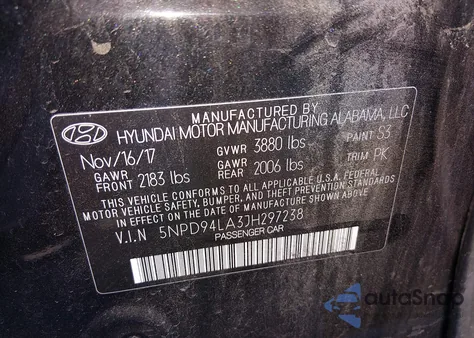 MANUFACTURED BY
HYUNDAI MOTOR MANUFACTURING ALABAMA, LLC
Nov/16/17 GVWR 3880 lbs PAINT S3
GAWR FRONT 2183 lbs GAWR REAR 2006 lbs TRIM PK
THIS VEHICLE CONFORMS TO ALL APPLICABLE U.S.A. FEDERAL
MOTOR VEHICLE SAFETY, BUMPER, AND THEFT PREVENTION STANDARDS
IN EFFECT ON THE DATE OF MANUFACTURE SHOWN ABOVE.
V.I.N 5NPD94LA3JH297238
PASSENGER CAR
autoSnab